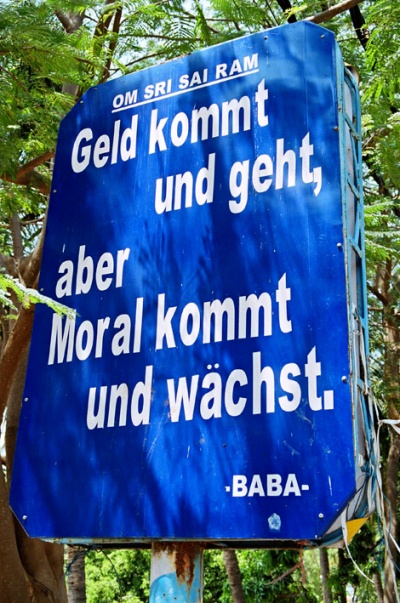 OM SRI SAI RAM
Geld kommt
und geht,
aber
Moral kommt
und wächst.
-BABA-